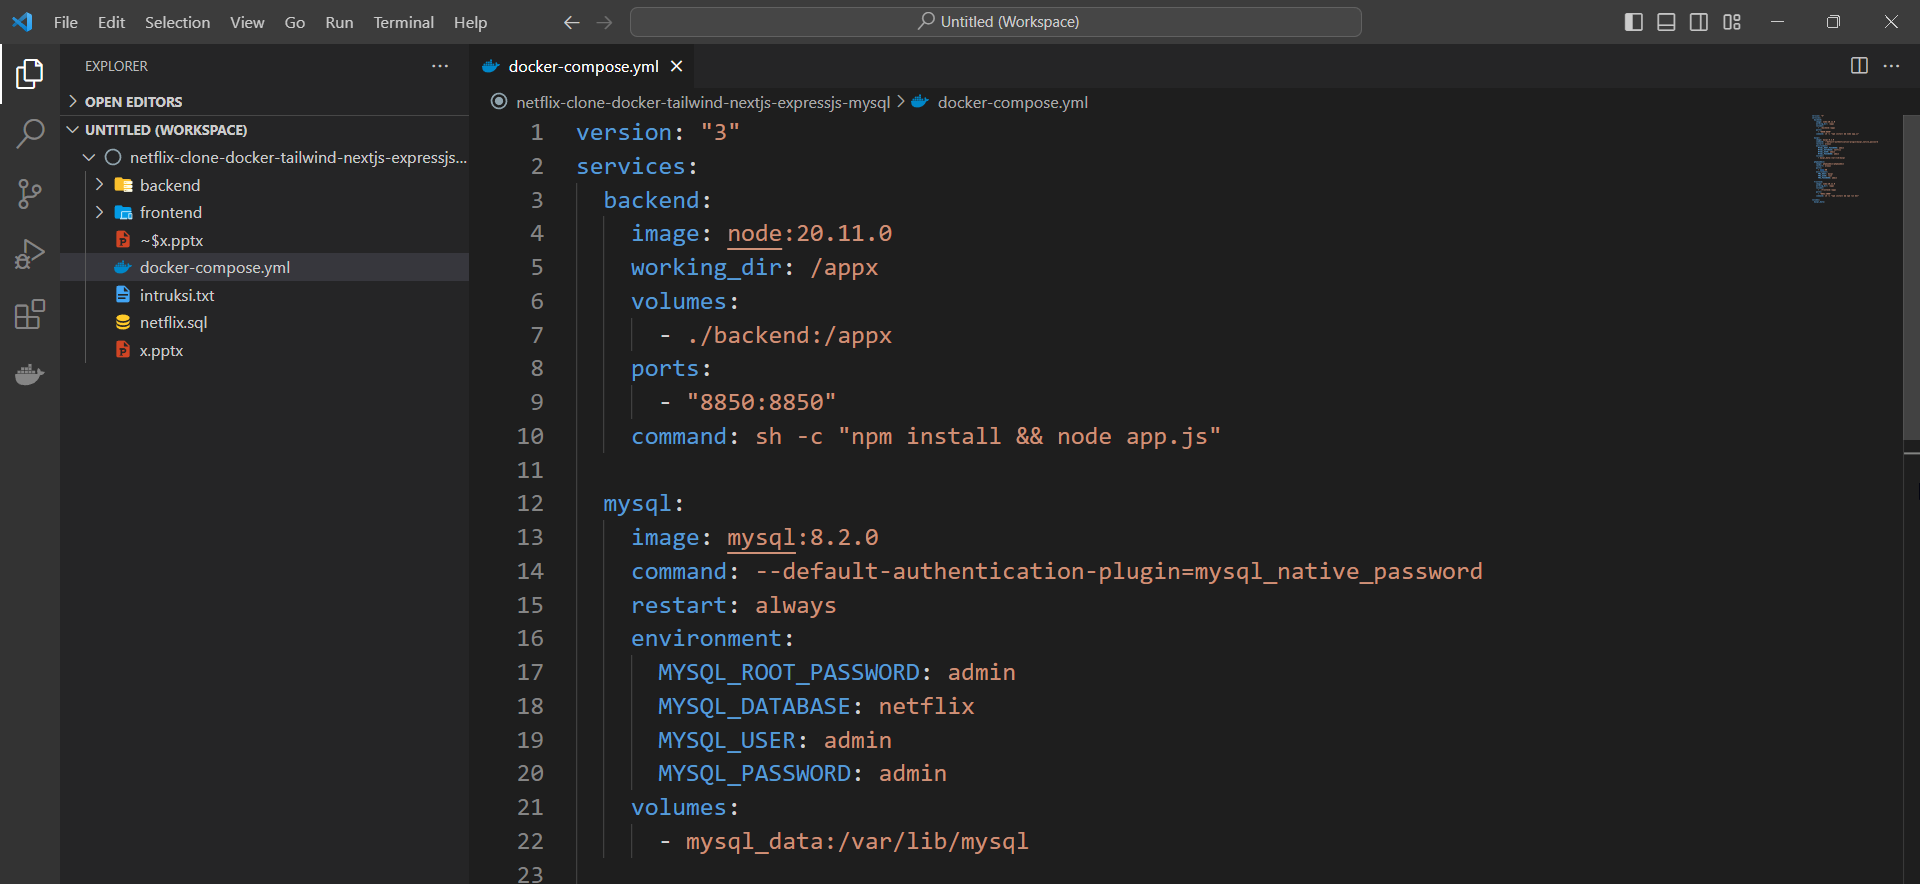 File Edit Selection View Go Run Terminal Help
Untitled (Workspace)
EXPLORER
OPEN EDITORS
UNTITLED (WORKSPACE)
netflix-clone-docker-tailwind-nextjs-expressjs...
backend
frontend
~$x.pptx
docker-compose.yml
intruksi.txt
netflix.sql
x.pptx
docker-compose.yml
netflix-clone-docker-tailwind-nextjs-expressjs-mysql > docker-compose.yml
1 version: "3"
2 services:
3 backend:
4 image: node:20.11.0
5 working_dir: /appx
6 volumes:
7 - ./backend:/appx
8 ports:
9 - "8850:8850"
10 command: sh -c "npm install && node app.js"
11
12 mysql:
13 image: mysql:8.2.0
14 command: --default-authentication-plugin=mysql_native_password
15 restart: always
16 environment:
17 MYSQL_ROOT_PASSWORD: admin
18 MYSQL_DATABASE: netflix
19 MYSQL_USER: admin
20 MYSQL_PASSWORD: admin
21 volumes:
22 - mysql_data:/var/lib/mysql
23